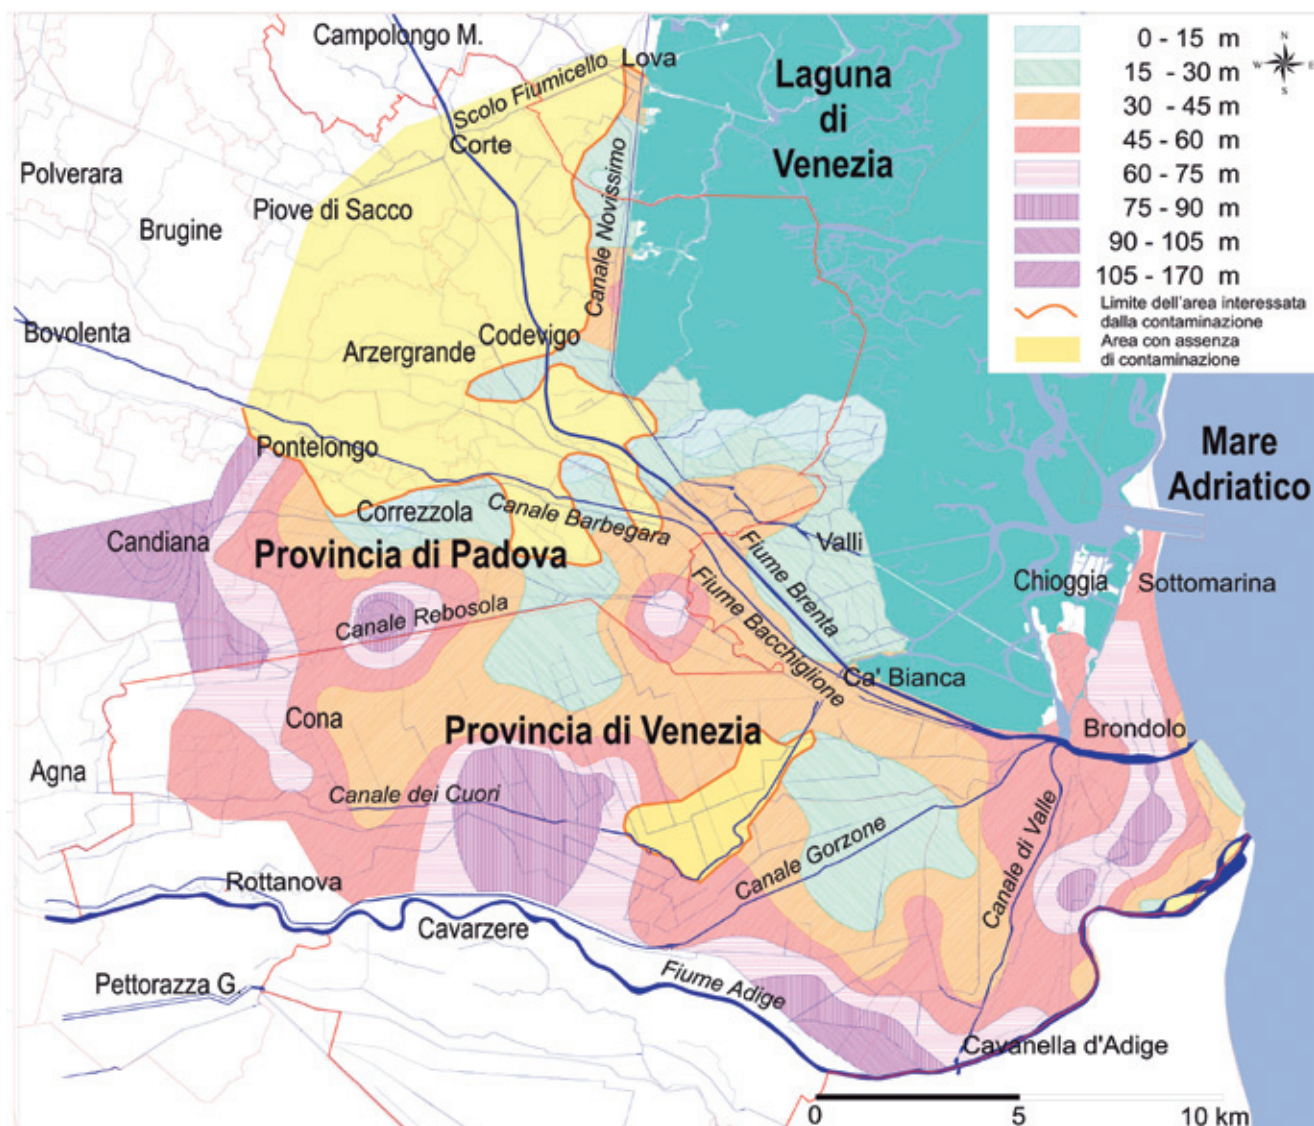 Campolongo M.
Lova
Scolo Fiumicello
Corte
Laguna
di
Venezia
0 - 15 m
15 - 30 m
30 - 45 m
45 - 60 m
60 - 75 m
75 - 90 m
90 - 105 m
105 - 170 m
Limite dell'area interessata
dalla contaminazione
Area con assenza
di contaminazione
N
W E
S
Polverara
Brugine
Piove di Sacco
Canale Novissimo
Bovolenta
Codevigo
Arzergrande
Pontelongo
Mare
Adriatico
Correzzola
Canale Barbegara
Candiana
Provincia di Padova
Valli
Fiume Brenta
Chioggia
Sottomarina
Canale Rebosola
Fiume Bacchiglione
Ca' Bianca
Cona
Provincia di Venezia
Brondolo
Agna
Canale dei Cuori
Canale Gorzone
Canale di Valle
Rottanova
Cavarzere
Fiume Adige
Pettorazza G.
Cavanella d'Adige
0 5 10 km